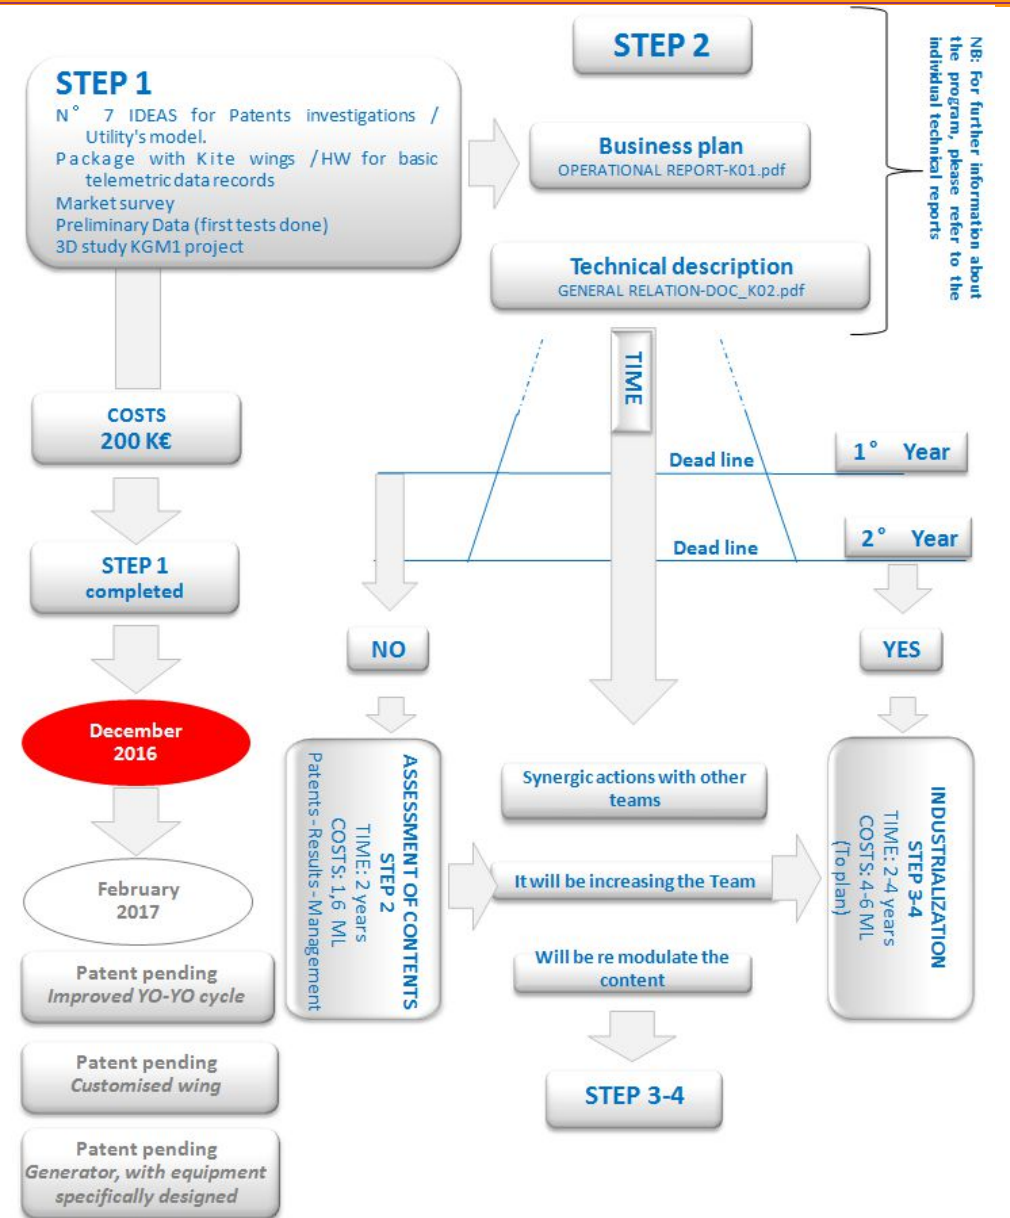 STEP 1
N° 7 IDEAS for Patents investigations /
Utility's model.
Package with Kite wings /HW for basic
telemetric data records
Market survey
Preliminary Data (first tests done)
3D study KGM1 project
STEP 2
Business plan
OPERATIONAL REPORT-K01.pdf
Technical description
GENERAL RELATION-DOC_K02.pdf
NB: For further information about
the program, please refer to the
individual technical reports
TIME
COSTS
200 K€
Dead line
1° Year
Dead line
2° Year
STEP 1
completed
NO
YES
December
2016
ASSESSMENT OF CONTENTS
STEP 2
TIME: 2 years
COSTS: 1,6 ML
Patents - Results - Management
Synergic actions with other
teams
It will be increasing the Team
Will be re modulate the
content
INDUSTRIALIZATION
STEP 3-4
TIME: 2-4 years
COSTS: 4-6 ML
(To plan)
February
2017
STEP 3-4
Patent pending
Improved YO-YO cycle
Patent pending
Customised wing
Patent pending
Generator, with equipment
specifically designed